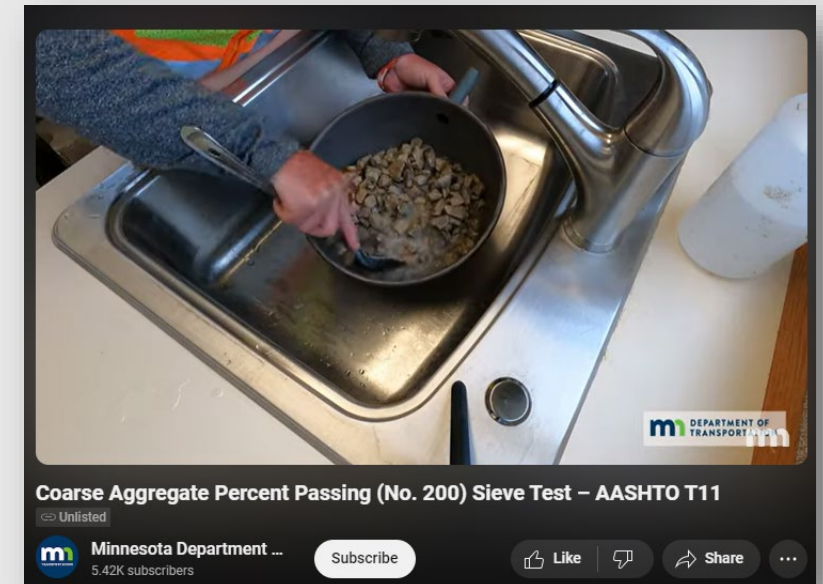 mn DEPARTMENT OF
TRANSPORTATION
Coarse Aggregate Percent Passing (No. 200) Sieve Test – AASHTO T11
Unlisted
Minnesota Department ...
5.42K subscribers
Subscribe
Like
Share